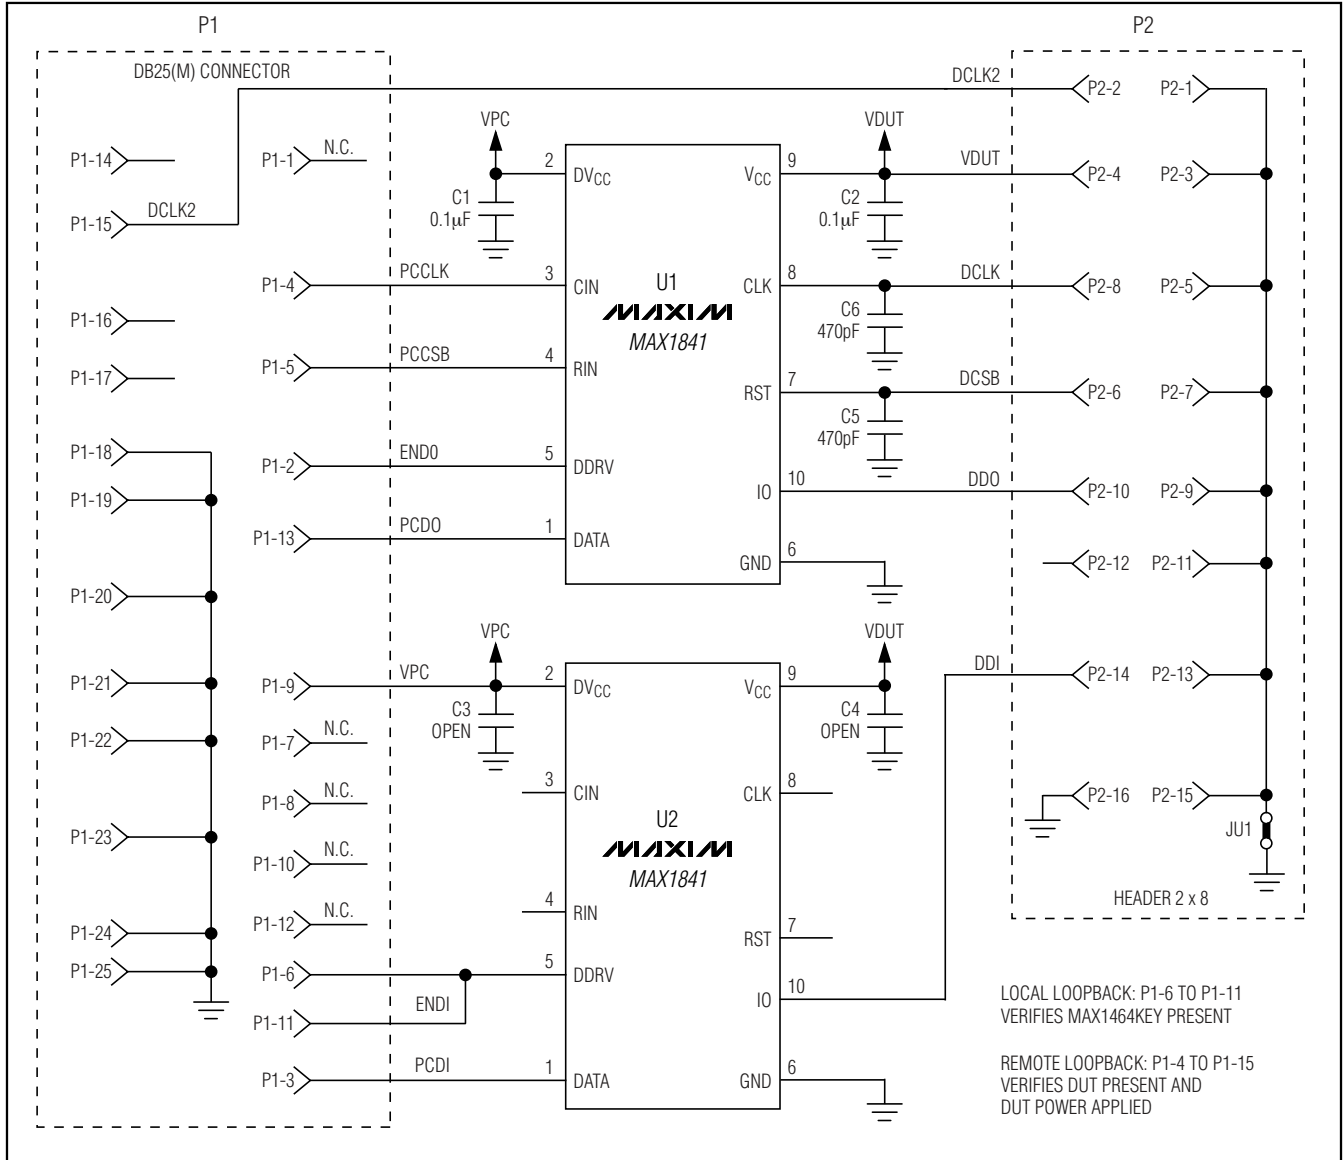 P1
P2
DB25(M) CONNECTOR
DCLK2
P2-2
P2-1
VPC
VDUT
P1-14
P1-1
N.C.
2
DVCC
VCC
9
VDUT
P2-4
P2-3
C1
0.1µF
C2
0.1µF
P1-15
DCLK2
P1-4
PCCLK
3
CIN
U1
MAXIM
MAX1841
CLK
8
DCLK
P2-8
P2-5
C6
470pF
P1-16
P1-17
P1-5
PCCSB
4
RIN
RST
7
DCSB
P2-6
P2-7
C5
470pF
P1-18
P1-2
END0
5
DDRV
IO
10
DDO
P2-10
P2-9
P1-19
P1-13
PCDO
1
DATA
GND
6
P2-12
P2-11
P1-20
VPC
VDUT
DDI
P2-14
P2-13
P1-21
P1-9
VPC
2
DVCC
VCC
9
C3
OPEN
C4
OPEN
P1-22
P1-7
N.C.
3
CIN
CLK
8
P2-16
P2-15
P1-8
N.C.
U2
MAXIM
MAX1841
JU1
P1-23
P1-10
N.C.
HEADER 2 x 8
4
RIN
P1-12
N.C.
RST
7
P1-24
P1-25
P1-6
5
DDRV
IO
10
ENDI
P1-11
LOCAL LOOPBACK: P1-6 TO P1-11
VERIFIES MAX1464KEY PRESENT
P1-3
PCDI
1
DATA
GND
6
REMOTE LOOPBACK: P1-4 TO P1-15
VERIFIES DUT PRESENT AND
DUT POWER APPLIED